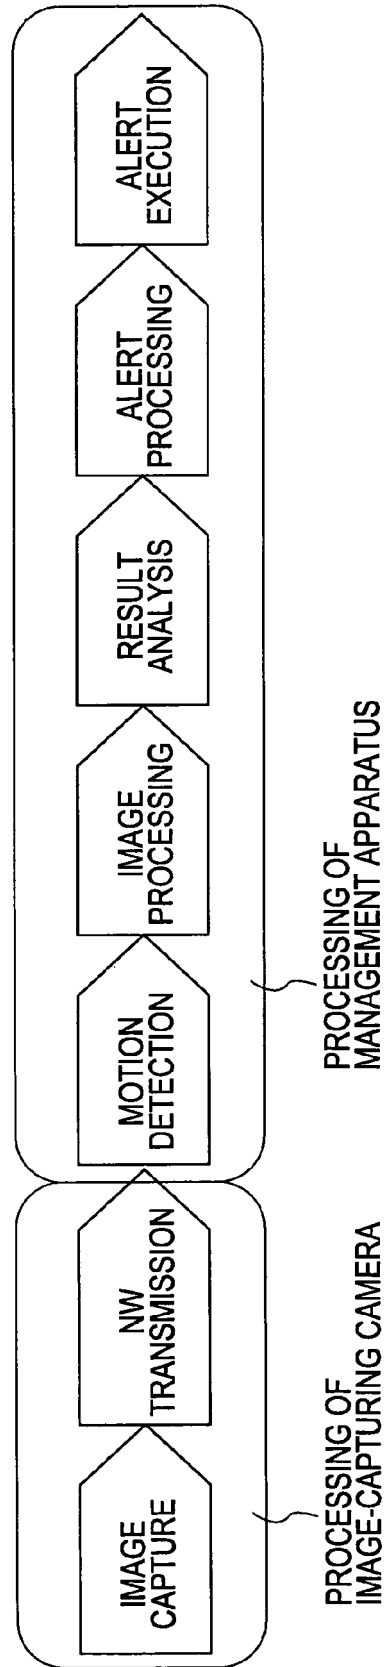 IMAGE
CAPTURE
NW
TRANSMISSION
MOTION
DETECTION
IMAGE
PROCESSING
RESULT
ANALYSIS
ALERT
PROCESSING
ALERT
EXECUTION
PROCESSING OF
IMAGE-CAPTURING CAMERA
PROCESSING OF
MANAGEMENT APPARATUS